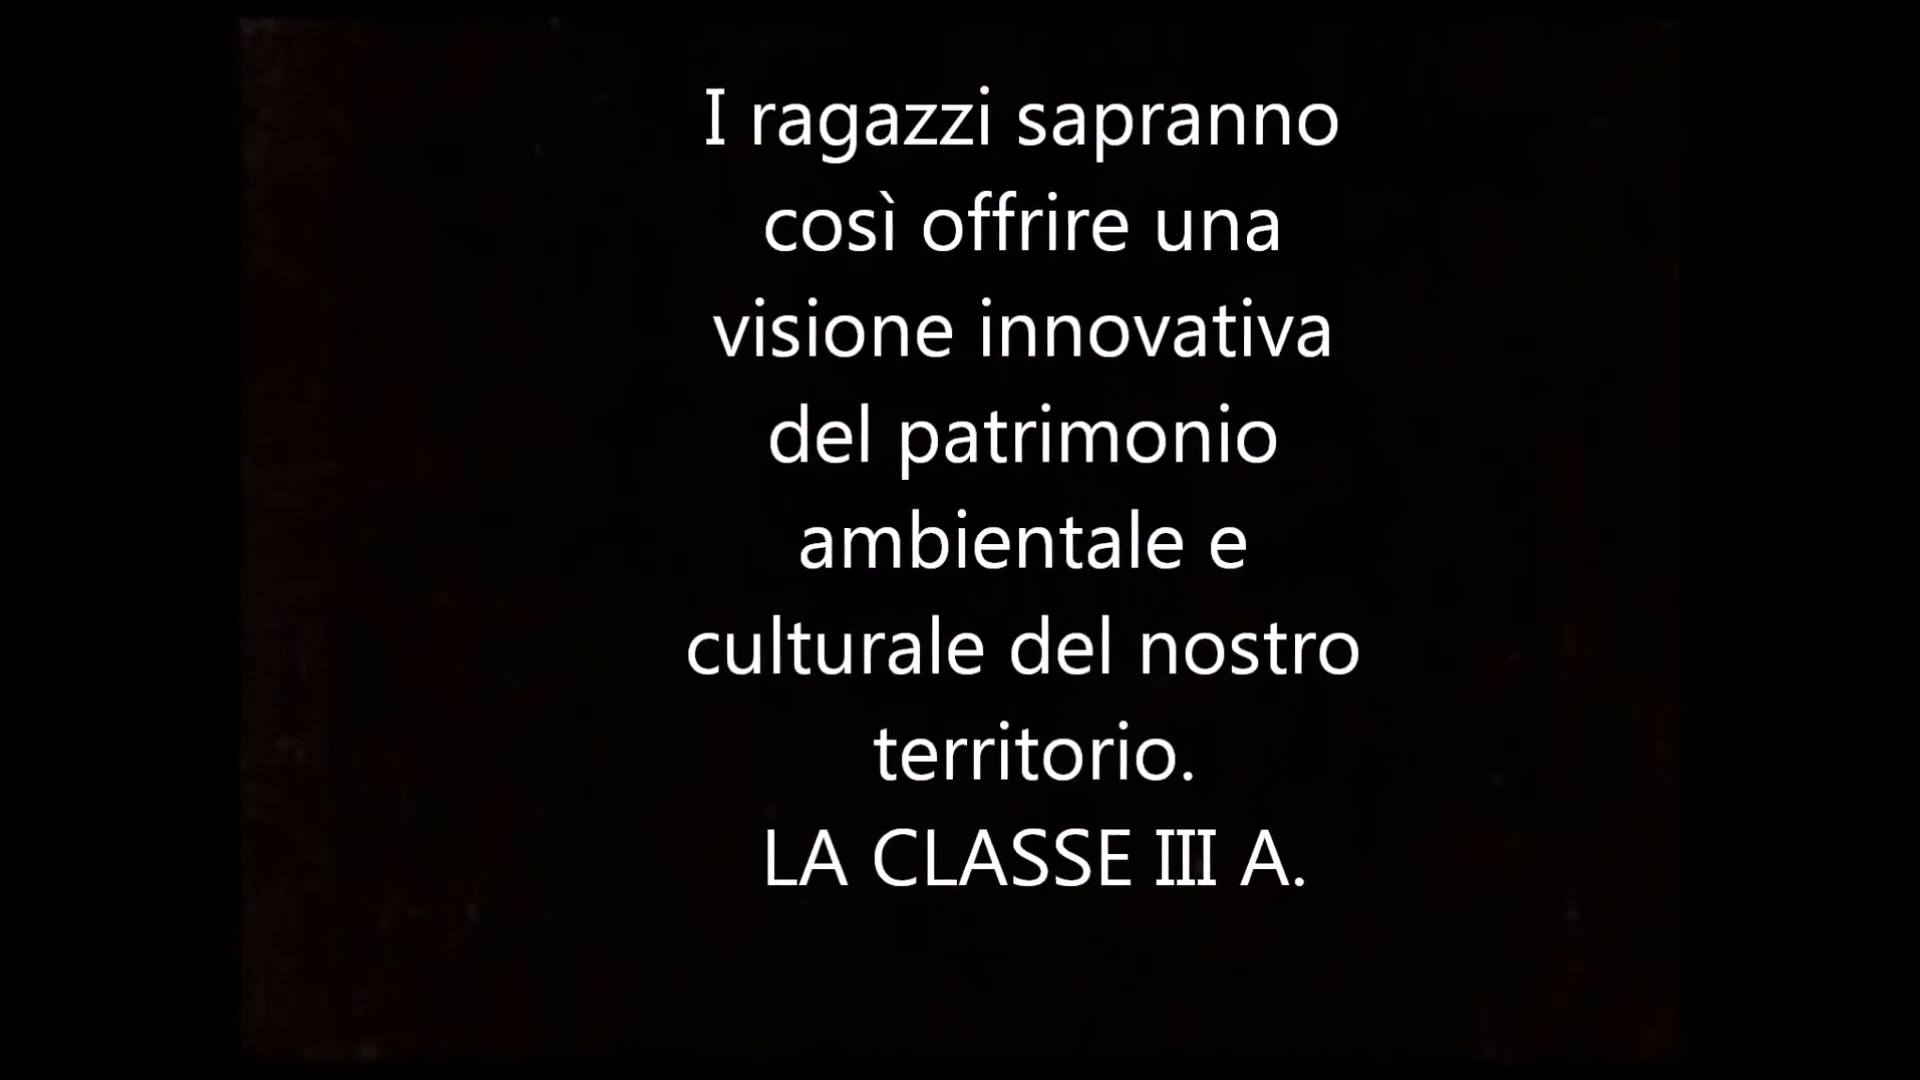 I ragazzi sapranno
così offrire una
visione innovativa
del patrimonio
ambientale e
culturale del nostro
territorio.
LA CLASSE III A.